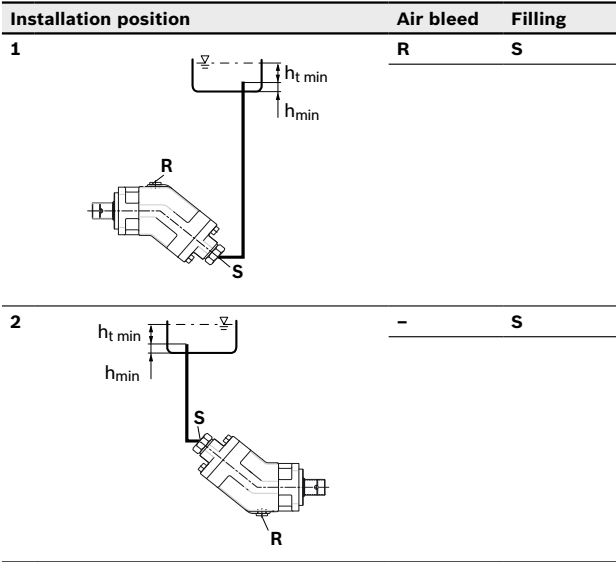 Installation position Air bleed Filling
1 R S
ht min
hmin
R
S
2 – S
ht min
hmin
S
R